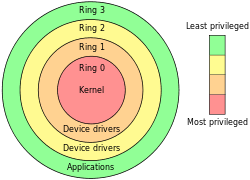 Ring 3
Ring 2
Ring 1
Ring 0
Kernel
Device drivers
Device drivers
Applications
Least privileged
Most privileged